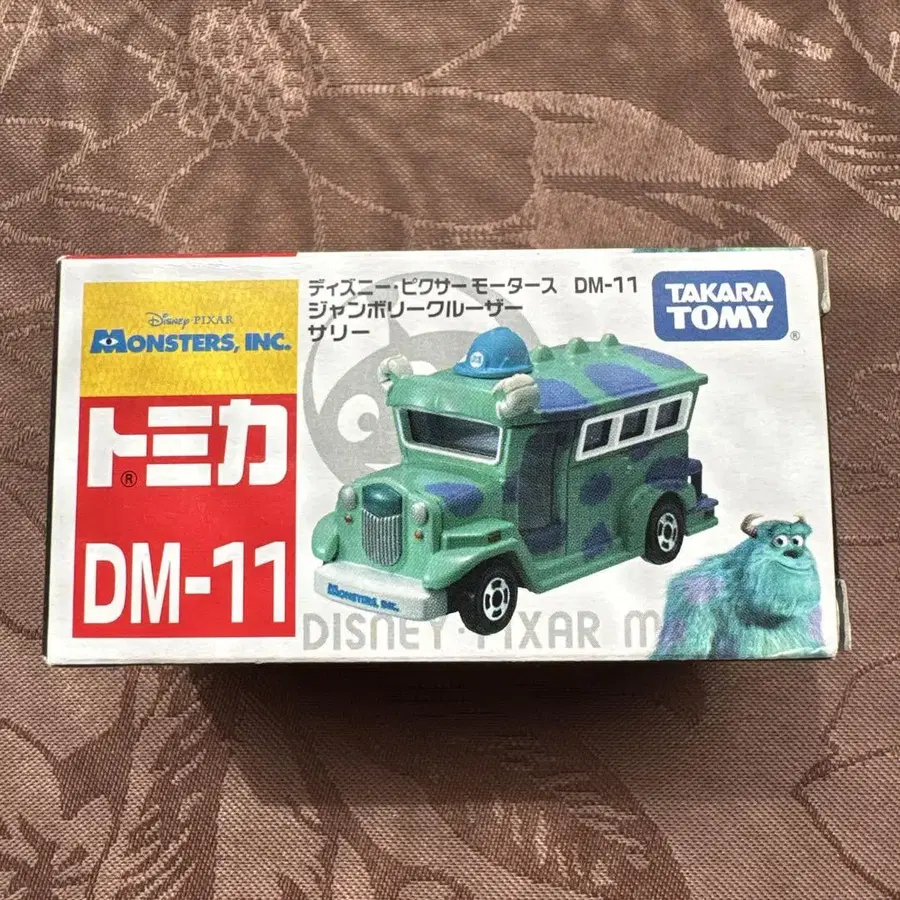 Disney · PIXAR
MONSTERS, INC.
トミカ®
DM-11
ディズニー・ピクサー モータース DM-11
ジャンボリークルーザー
サリー
TAKARA
TOMY®
MONSTERS, INC.
DISNEY · PIXAR M